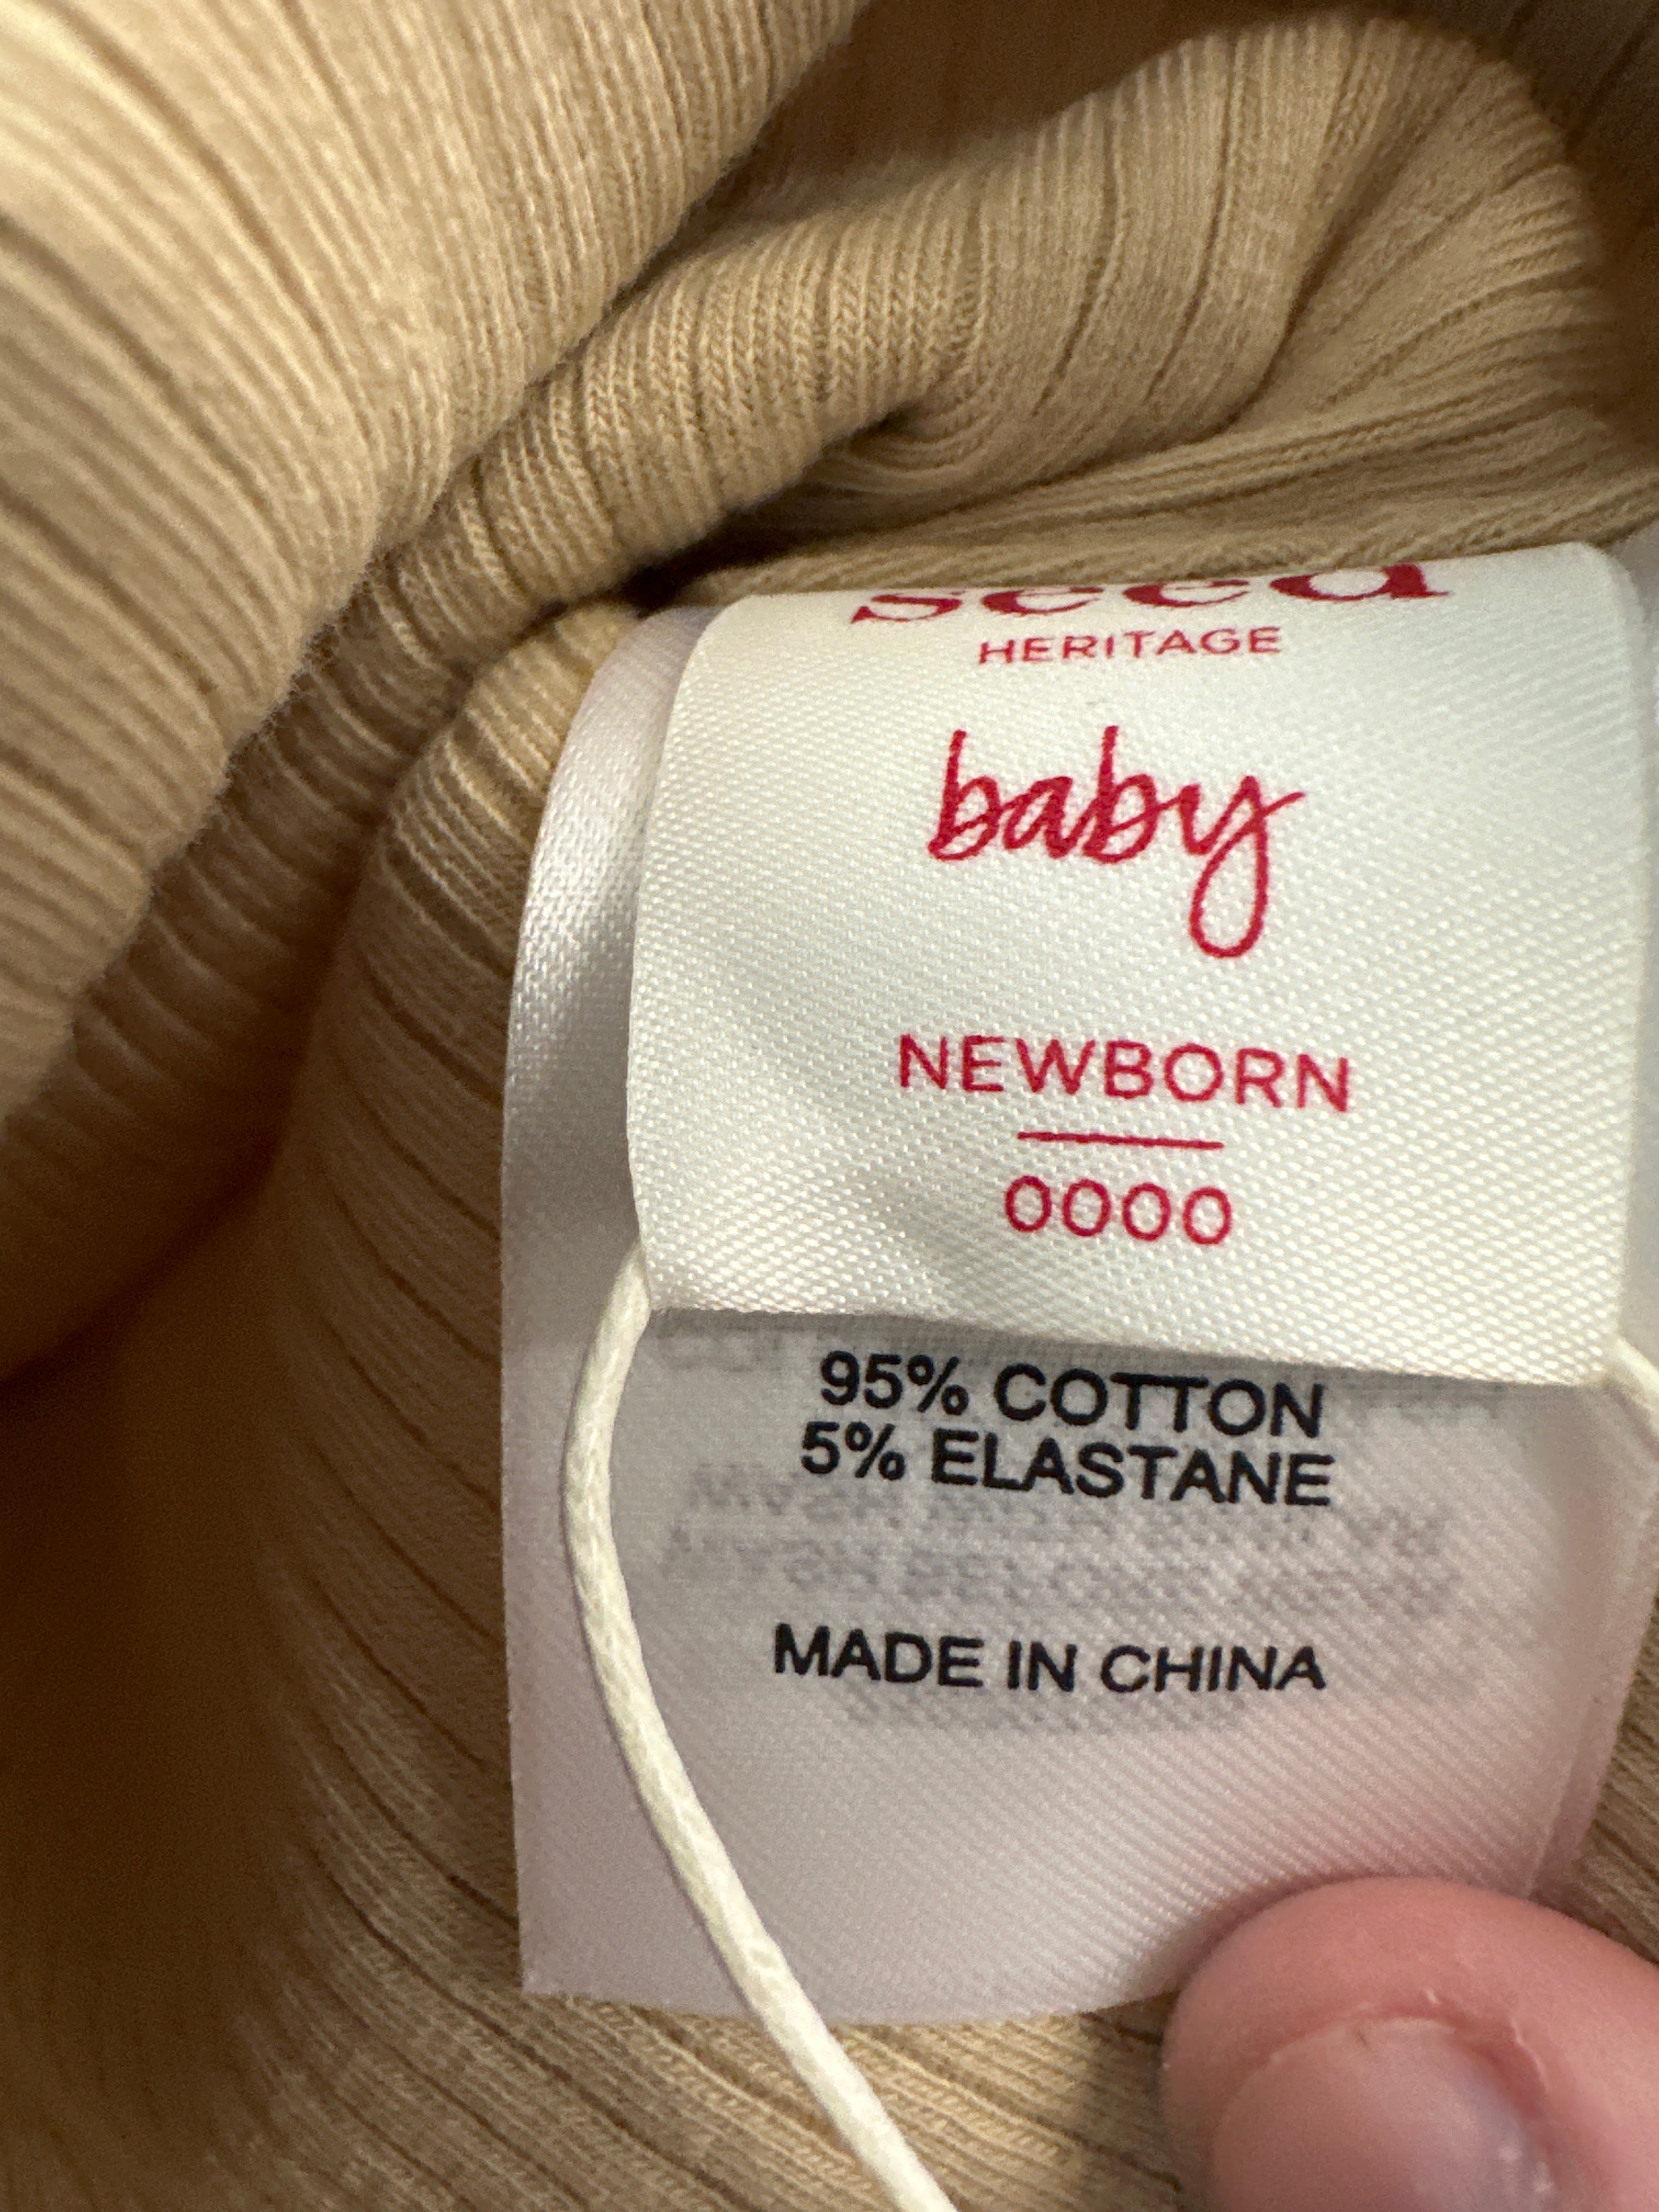 seed
HERITAGE
baby
NEWBORN
0000
95% COTTON
5% ELASTANE
MADE IN CHINA